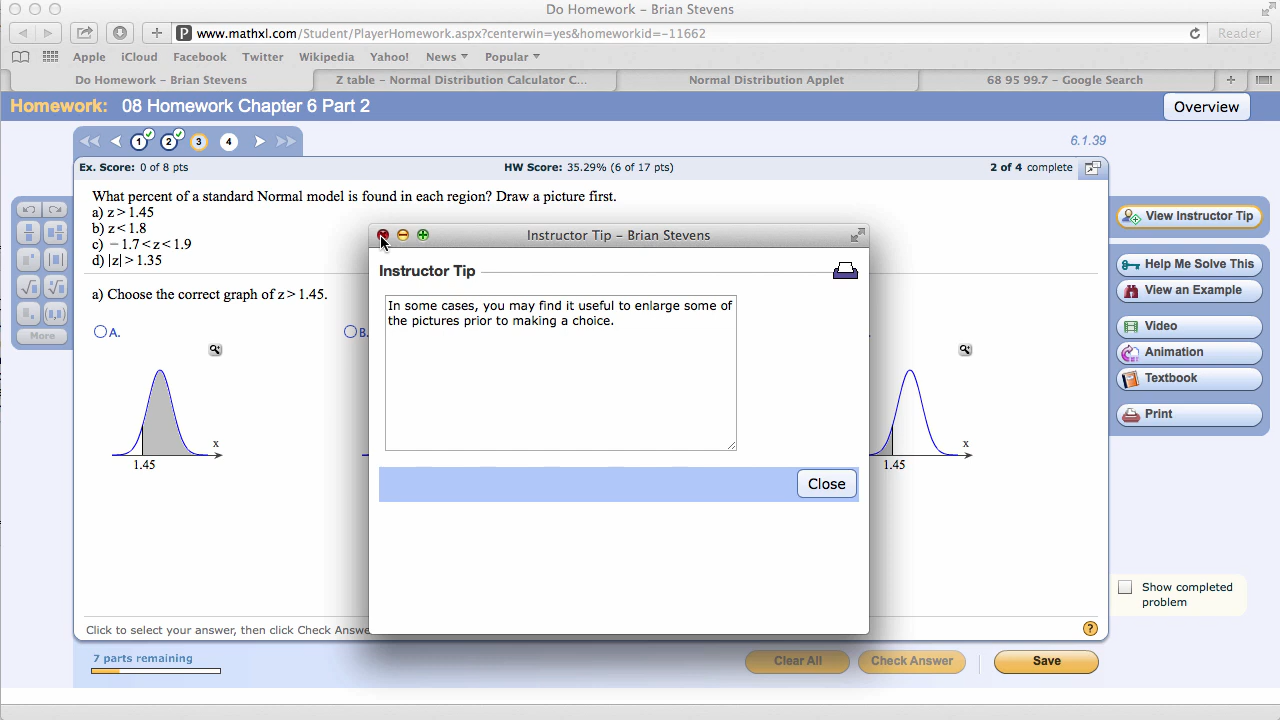 Do Homework – Brian Stevens
www.mathxl.com/Student/PlayerHomework.aspx?centerwin=yes&homeworkid=-11662
Reader
Apple iCloud Facebook Twitter Wikipedia Yahoo! News Popular
Do Homework – Brian Stevens
Z table – Normal Distribution Calculator C...
Normal Distribution Applet
68 95 99.7 – Google Search
Homework: 08 Homework Chapter 6 Part 2
Overview
1 2 3 4
6.1.39
Ex. Score: 0 of 8 pts
HW Score: 35.29% (6 of 17 pts)
2 of 4 complete
What percent of a standard Normal model is found in each region? Draw a picture first.
a) z > 1.45
b) z < 1.8
c) − 1.7 < z < 1.9
d) |z| > 1.35
a) Choose the correct graph of z > 1.45.
A.
B.
x
1.45
x
1.45
More
Instructor Tip – Brian Stevens
Instructor Tip
In some cases, you may find it useful to enlarge some of
the pictures prior to making a choice.
Close
View Instructor Tip
Help Me Solve This
View an Example
Video
Animation
Textbook
Print
Show completed
problem
Click to select your answer, then click Check Answe
?
7 parts remaining
Clear All
Check Answer
Save